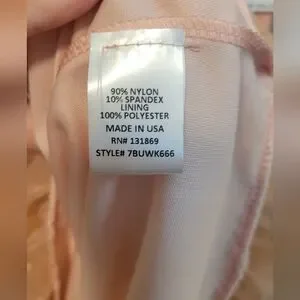 90% NYLON
10% SPANDEX
LINING
100% POLYESTER
MADE IN USA
RN# 131869
STYLE# 7BUWK666